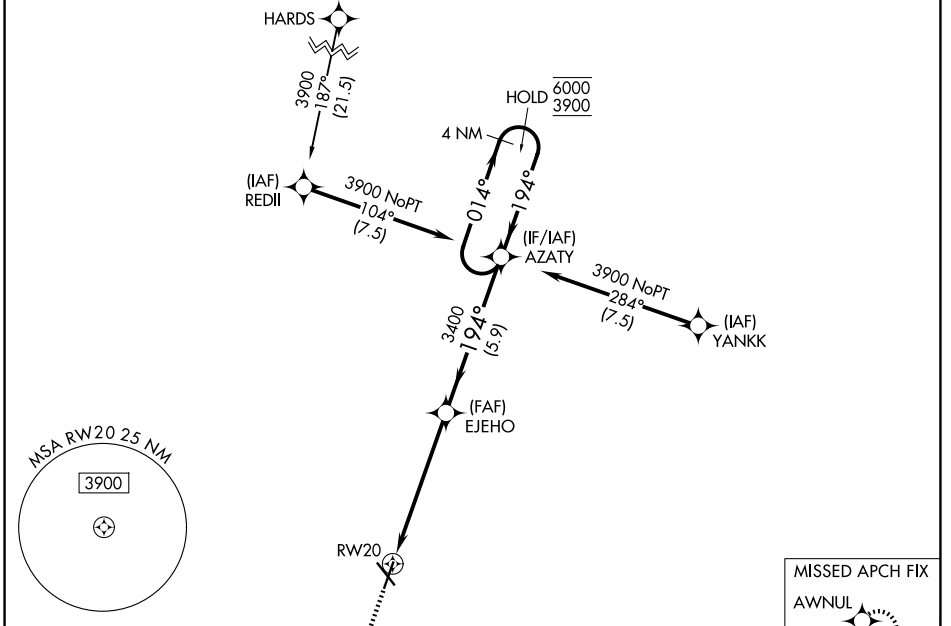 HARDS
3900
187°
(21.5)
HOLD
6000
3900
4 NM
(IAF)
REDII
3900 NoPT
104°
(7.5)
014°
194°
(IF/IAF)
AZATY
3900 NoPT
284°
(7.5)
(IAF)
YANKK
3400
194°
(5.9)
(FAF)
EJEHO
MSA RW20 25 NM
3900
RW20
MISSED APCH FIX
AWNUL